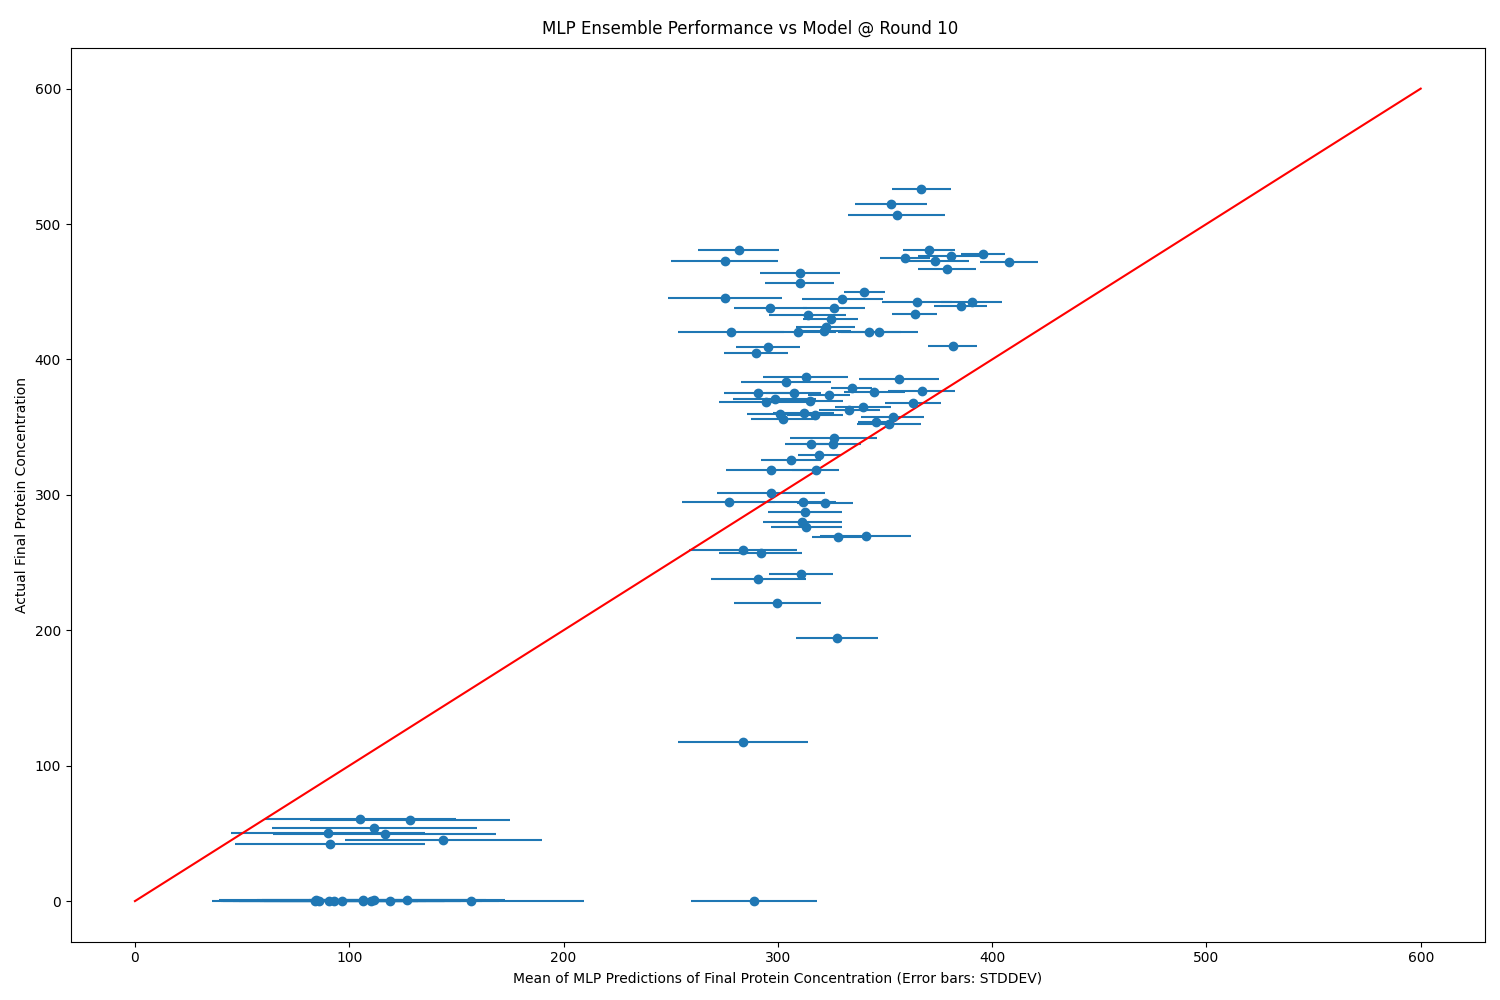 MLP Ensemble Performance vs Model @ Round 10
600
500
400
300
200
100
0
Actual Final Protein Concentration
0 100 200 300 400 500 600
Mean of MLP Predictions of Final Protein Concentration (Error bars: STDDEV)